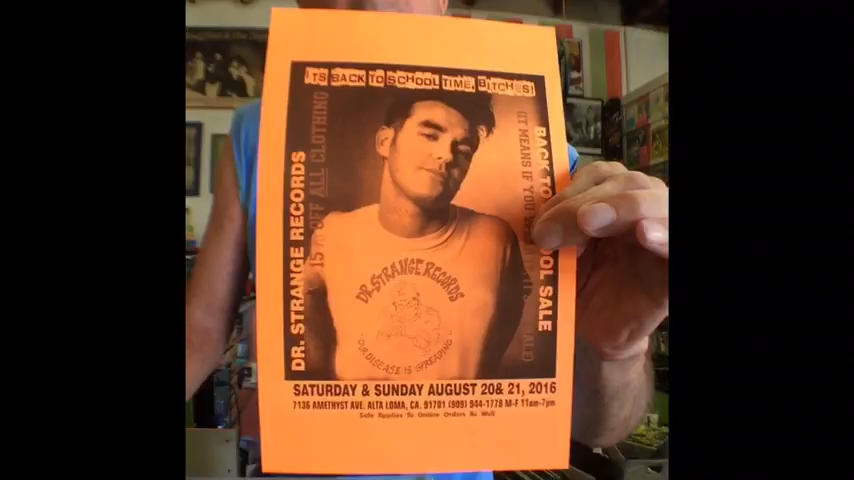 ITS BACK TO SCHOOL TIME, BITCHES!
DR. STRANGE RECORDS
15% OFF ALL CLOTHING
(IT MEANS IF YOU
BACK TO
OOL SALE
DR. STRANGE RECORDS
OUR DISEASE IS SPREADING
SATURDAY & SUNDAY AUGUST 20& 21, 2016
7136 AMETHYST AVE. ALTA LOMA, CA. 91701 (909) 944-1778 M-F 11am-7pm
Sale Applies To Online Orders As Well